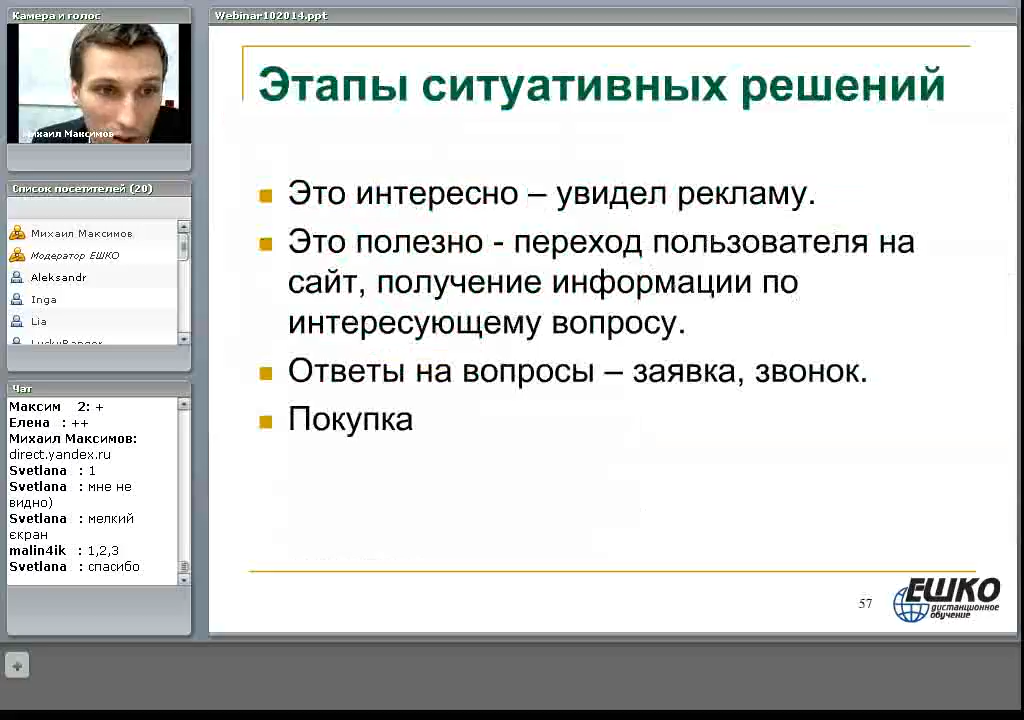 Камера и голос
Михаил Максимов
Список посетителей (20)
Михаил Максимов
Модератор ЕШКО
Aleksandr
Inga
Lia
LuckyRanger
Чат
Максим 2: +
Елена : ++
Михаил Максимов:
direct.yandex.ru
Svetlana : 1
Svetlana : мне не
видно)
Svetlana : мелкий
єкран
malin4ik : 1,2,3
Svetlana : спасибо
Webinar102014.ppt
Этапы ситуативных решений
Это интересно – увидел рекламу.
Это полезно - переход пользователя на
сайт, получение информации по
интересующему вопросу.
Ответы на вопросы – заявка, звонок.
Покупка
57
ЕШКО
дистанционное
обучение